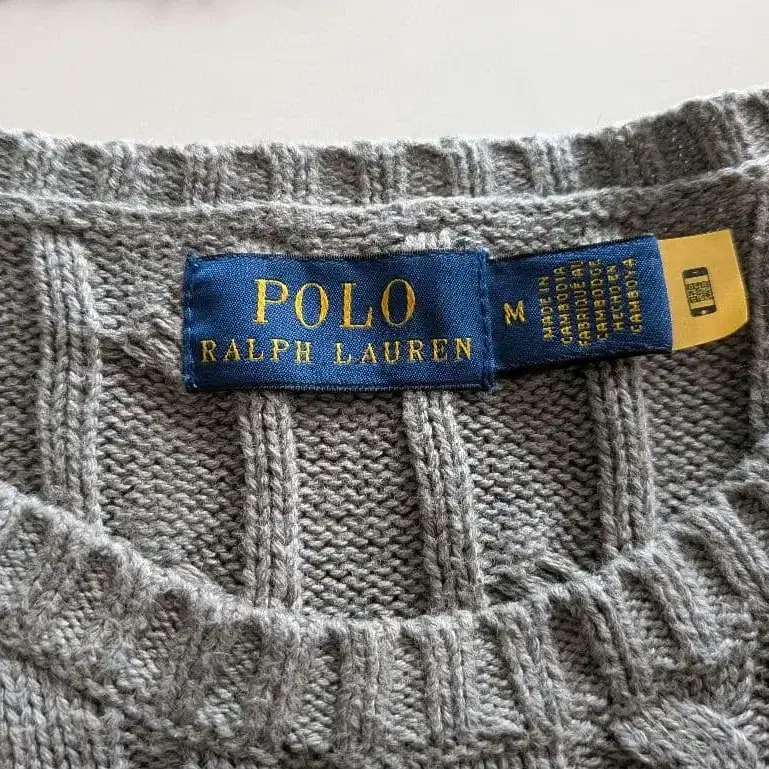 POLO
RALPH LAUREN
M
MADE IN
CAMBODIA
FABRIQUÉ AU
CAMBODGE
HECHO EN
CAMBOYA